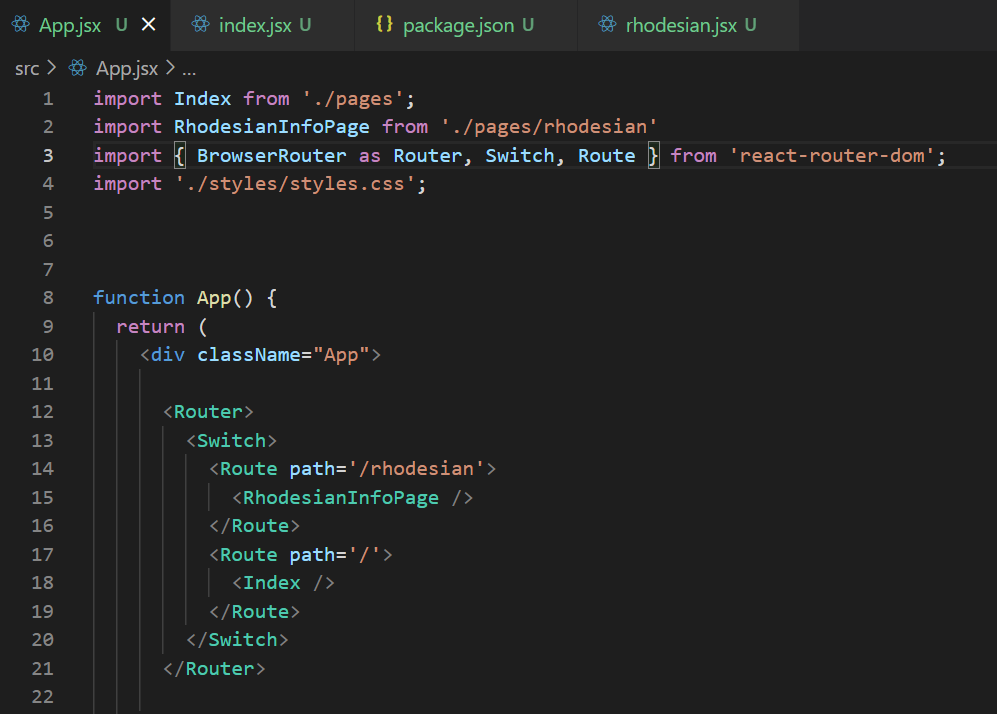 App.jsx U × index.jsx U {} package.json U rhodesian.jsx U
src > App.jsx > ...
1 import Index from './pages';
2 import RhodesianInfoPage from './pages/rhodesian'
3 import { BrowserRouter as Router, Switch, Route } from 'react-router-dom';
4 import './styles/styles.css';
5
6
7
8 function App() {
9 return (
10 <div className="App">
11
12 <Router>
13 <Switch>
14 <Route path='/rhodesian'>
15 <RhodesianInfoPage />
16 </Route>
17 <Route path='/'>
18 <Index />
19 </Route>
20 </Switch>
21 </Router>
22